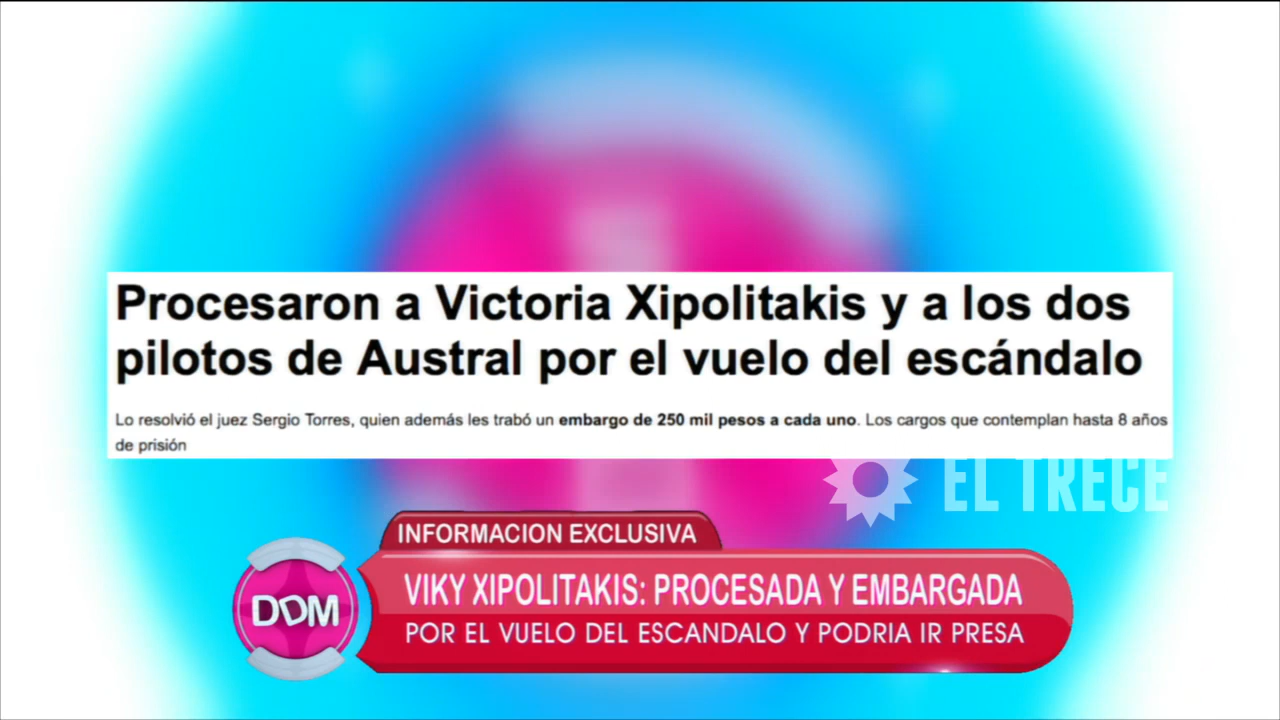 Procesaron a Victoria Xipolitakis y a los dos
pilotos de Austral por el vuelo del escándalo
Lo resolvió el juez Sergio Torres, quien además les trabó un embargo de 250 mil pesos a cada uno. Los cargos que contemplan hasta 8 años
de prisión
EL TRECE
INFORMACION EXCLUSIVA
DDM
VIKY XIPOLITAKIS: PROCESADA Y EMBARGADA
POR EL VUELO DEL ESCANDALO Y PODRIA IR PRESA